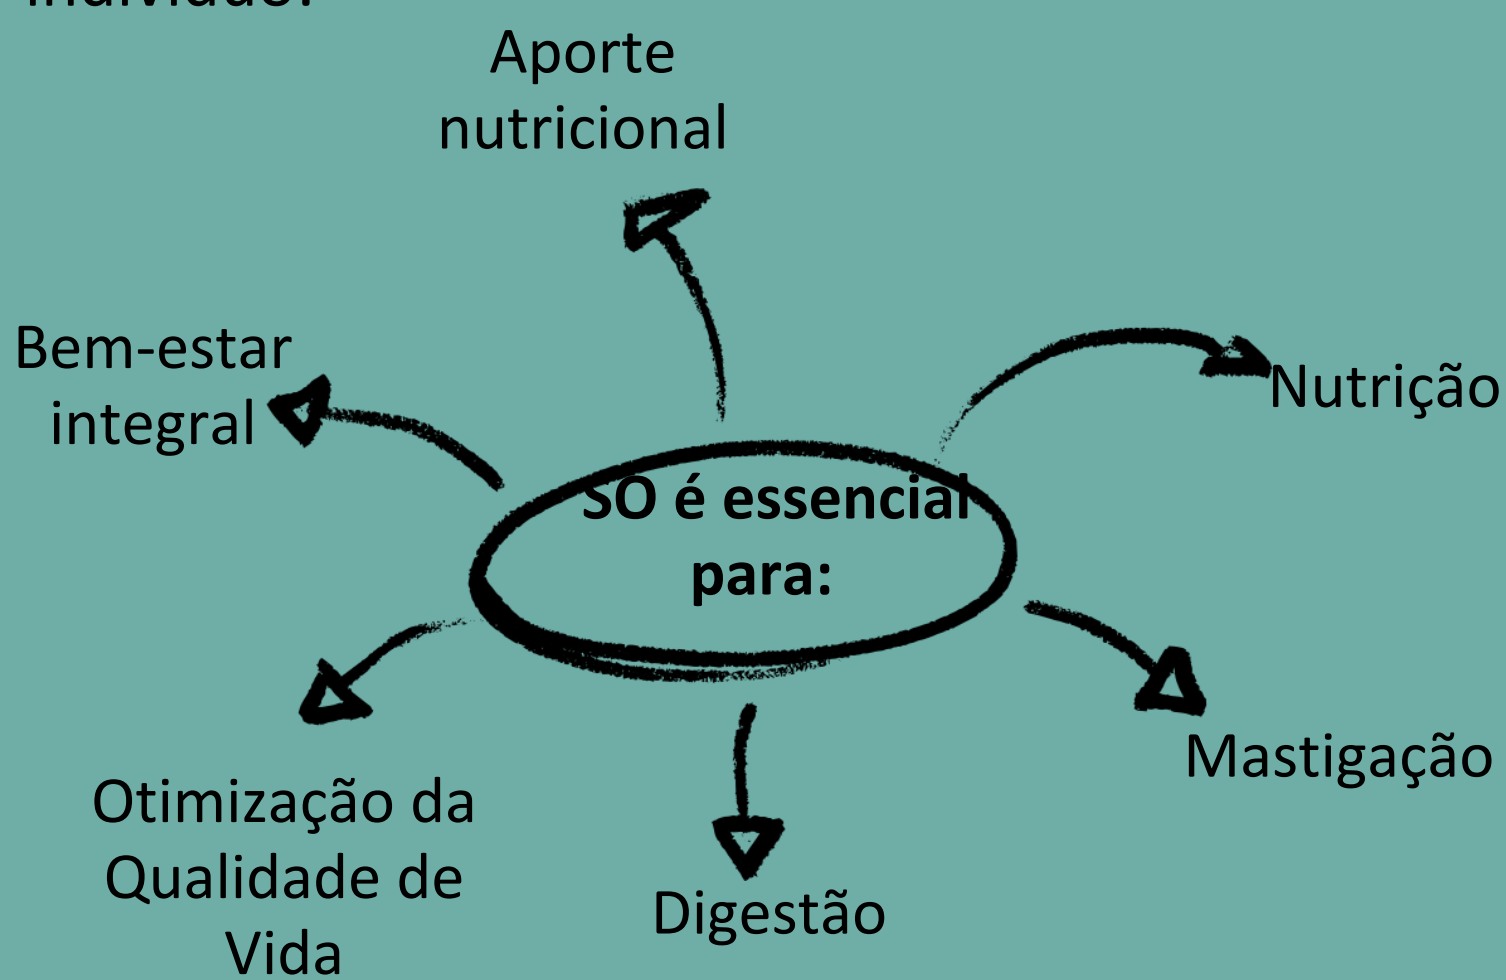 Aporte
nutricional
Bem-estar
integral
Nutrição
SO é essencial
para:
Mastigação
Otimização da
Qualidade de
Vida
Digestão